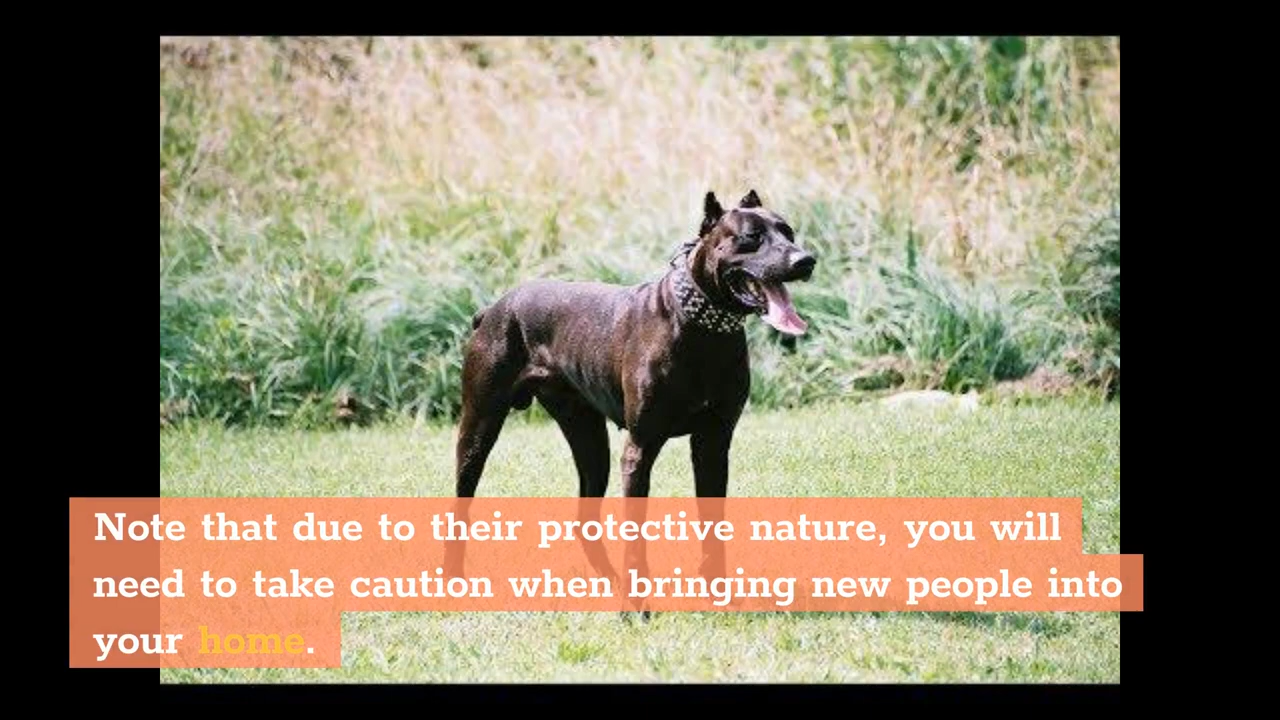 Note that due to their protective nature, you will
need to take caution when bringing new people into
your home.